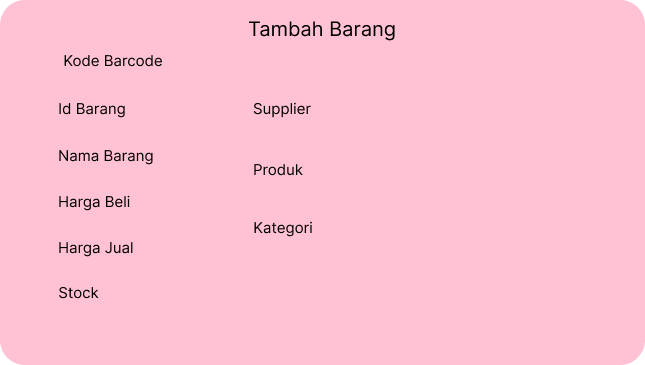 Tambah Barang
Kode Barcode
Id Barang
Nama Barang
Harga Beli
Harga Jual
Stock
Supplier
Produk
Kategori